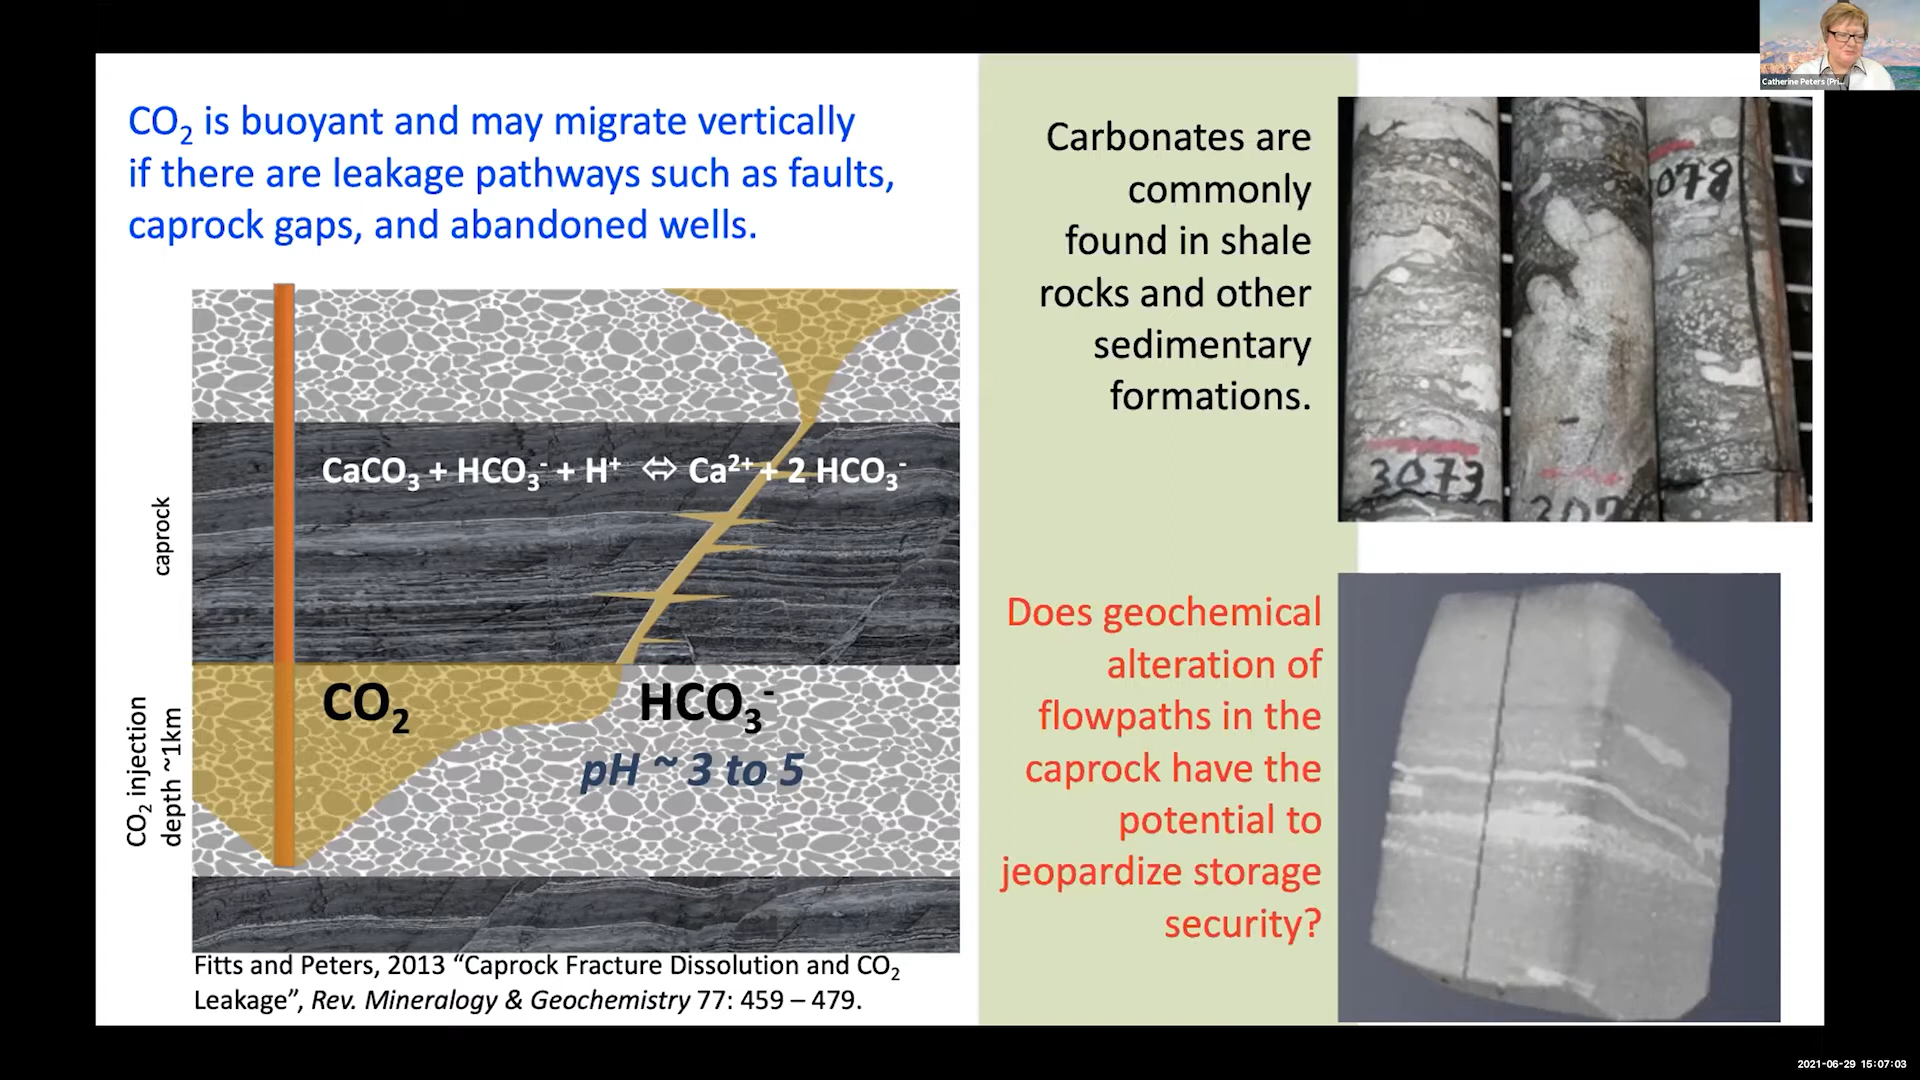 Catherine Peters (Pri...
CO₂ is buoyant and may migrate vertically
if there are leakage pathways such as faults,
caprock gaps, and abandoned wells.
caprock
CaCO₃ + HCO₃⁻ + H⁺ ⇔ Ca²⁺ + 2 HCO₃⁻
CO₂ injection
depth ~1km
CO₂
HCO₃⁻
pH ~ 3 to 5
Fitts and Peters, 2013 “Caprock Fracture Dissolution and CO₂
Leakage”, Rev. Mineralogy & Geochemistry 77: 459 – 479.
Carbonates are
commonly
found in shale
rocks and other
sedimentary
formations.
3073
3078
Does geochemical
alteration of
flowpaths in the
caprock have the
potential to
jeopardize storage
security?
2021-06-29 15:07:03